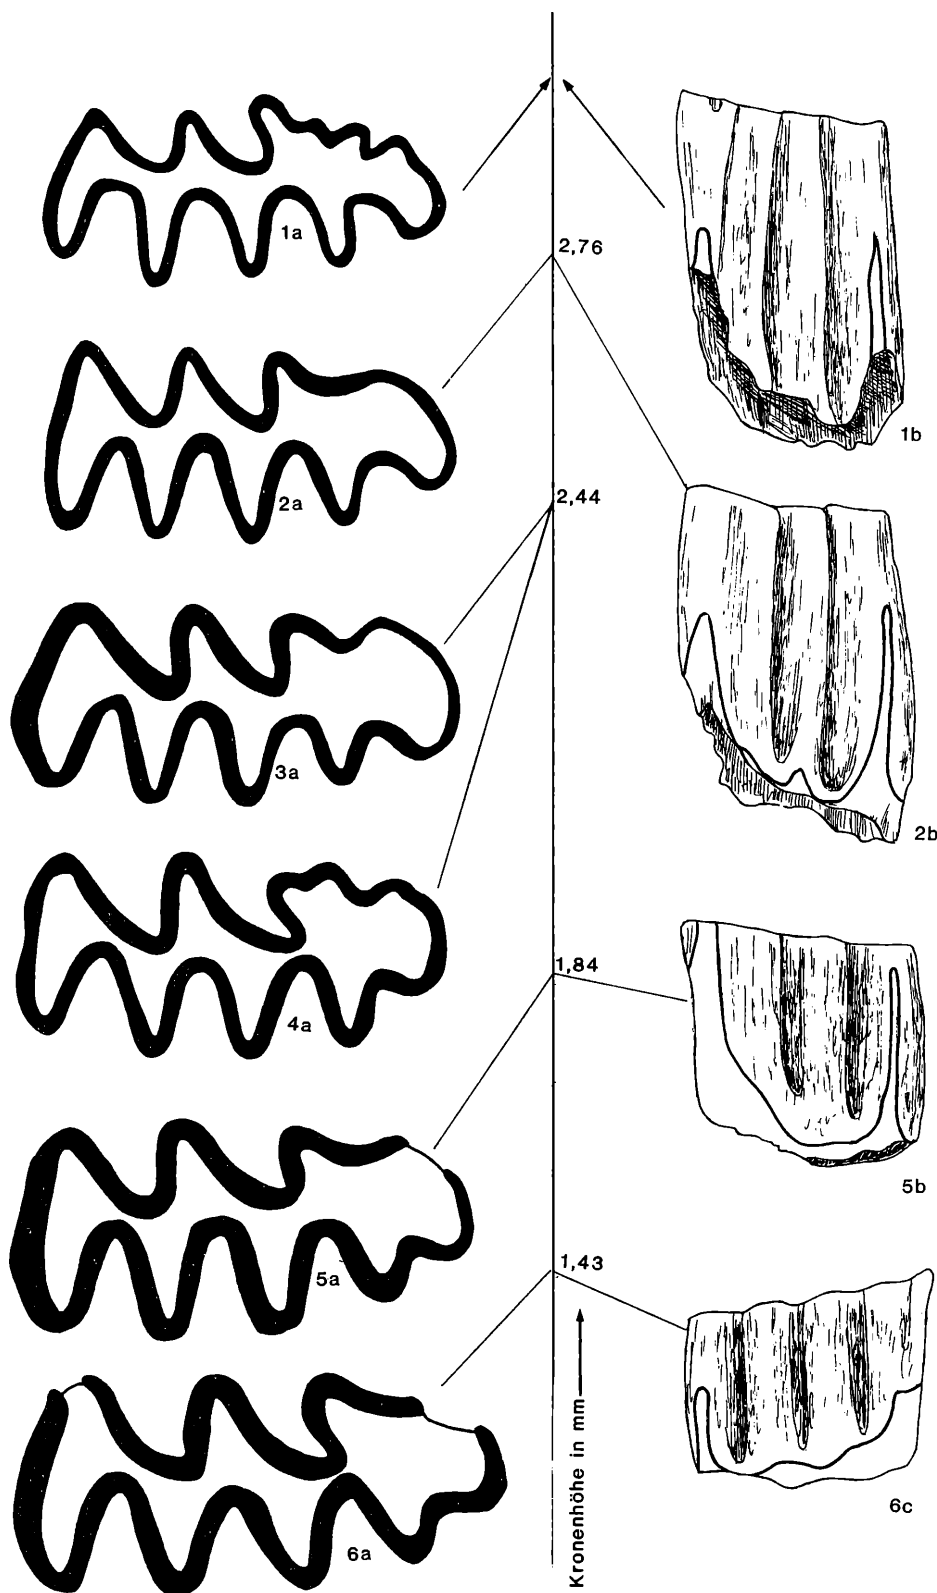 1a
2,76
1b
2a
2,44
3a
2b
4a
1,84
5b
5a
1,43
Kronenhöhe in mm
6c
6a